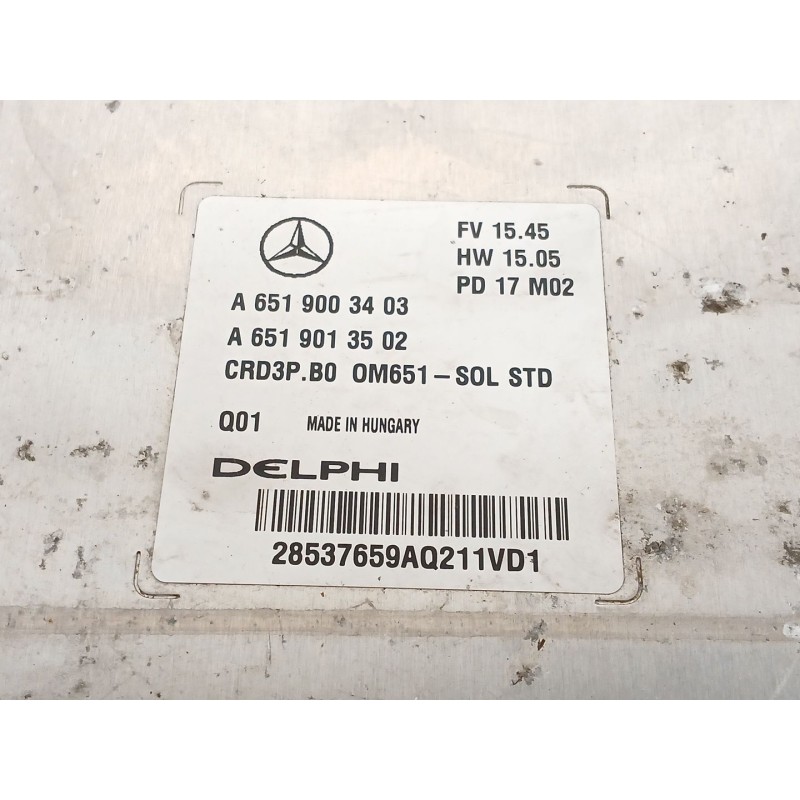 FV 15.45
HW 15.05
PD 17 M02
A 651 900 34 03
A 651 901 35 02
CRD3P.B0 OM651-SOL STD
Q01 MADE IN HUNGARY
DELPHI
28537659AQ211VD1